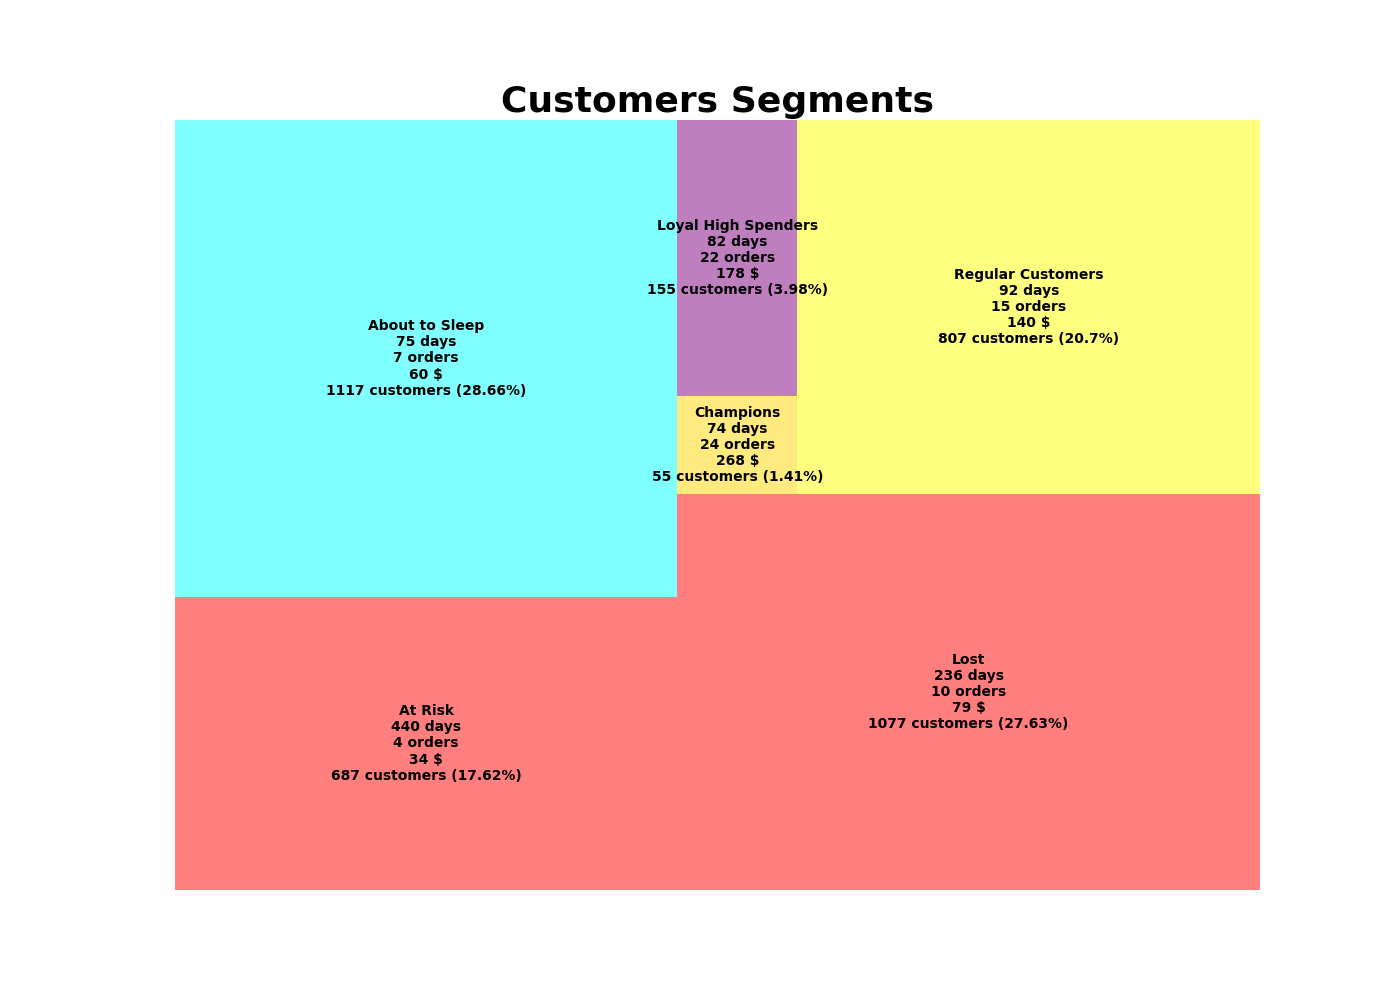 Customers Segments
About to Sleep
75 days
7 orders
60 $
1117 customers (28.66%)
Loyal High Spenders
82 days
22 orders
178 $
155 customers (3.98%)
Regular Customers
92 days
15 orders
140 $
807 customers (20.7%)
Champions
74 days
24 orders
268 $
55 customers (1.41%)
At Risk
440 days
4 orders
34 $
687 customers (17.62%)
Lost
236 days
10 orders
79 $
1077 customers (27.63%)